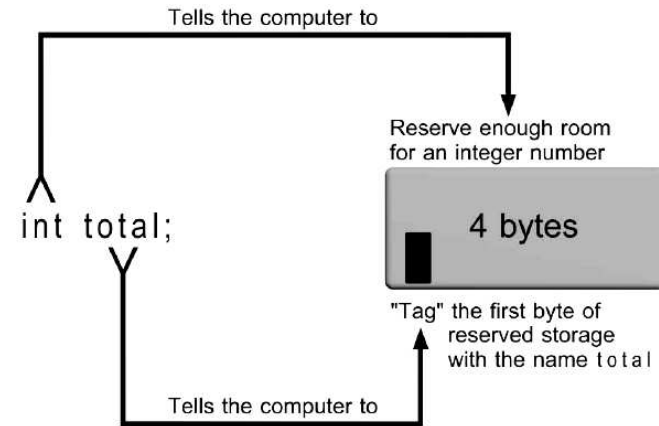 Tells the computer to
Reserve enough room
for an integer number
int total;
4 bytes
"Tag" the first byte of
reserved storage
with the name total
Tells the computer to